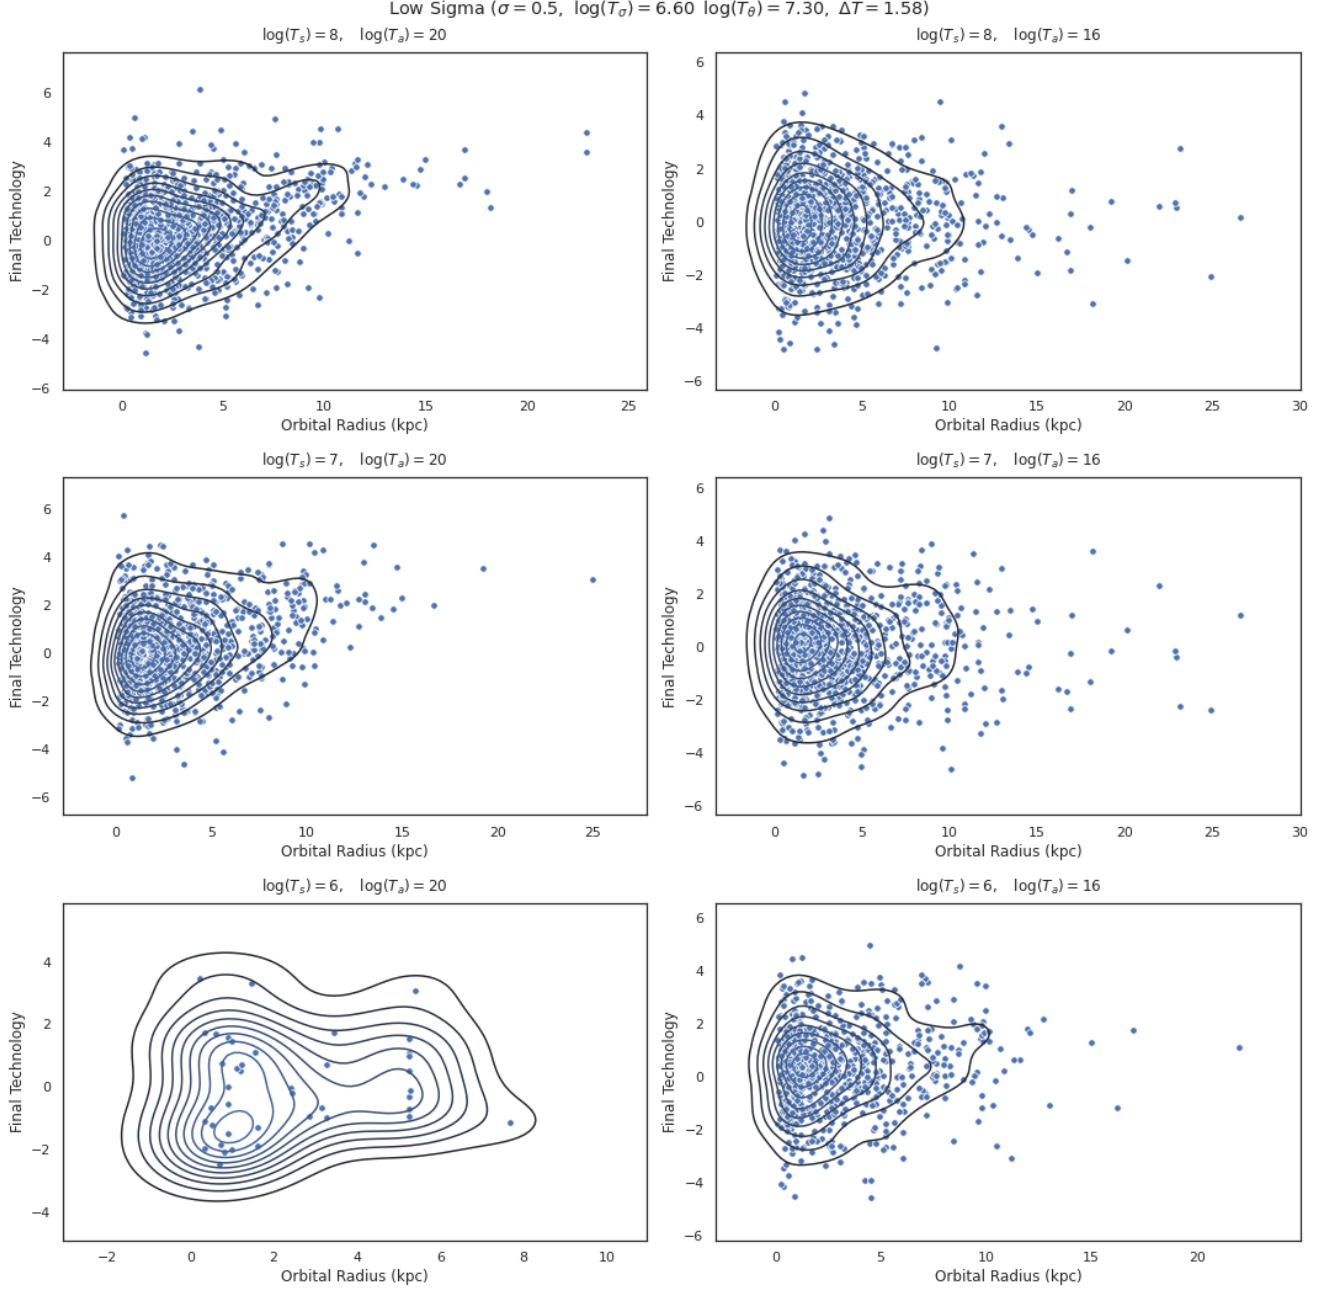 Low Sigma (σ = 0.5, log(T_σ) = 6.60 log(T_θ) = 7.30, ΔT = 1.58)
log(T_s) = 8, log(T_a) = 20
6
4
2
0
−2
−4
−6
Final Technology
0 5 10 15 20 25
Orbital Radius (kpc)
log(T_s) = 8, log(T_a) = 16
6
4
2
0
−2
−4
−6
Final Technology
0 5 10 15 20 25 30
Orbital Radius (kpc)
log(T_s) = 7, log(T_a) = 20
6
4
2
0
−2
−4
−6
Final Technology
0 5 10 15 20 25
Orbital Radius (kpc)
log(T_s) = 7, log(T_a) = 16
6
4
2
0
−2
−4
−6
Final Technology
0 5 10 15 20 25 30
Orbital Radius (kpc)
log(T_s) = 6, log(T_a) = 20
4
2
0
−2
−4
Final Technology
−2 0 2 4 6 8 10
Orbital Radius (kpc)
log(T_s) = 6, log(T_a) = 16
6
4
2
0
−2
−4
−6
Final Technology
0 5 10 15 20
Orbital Radius (kpc)